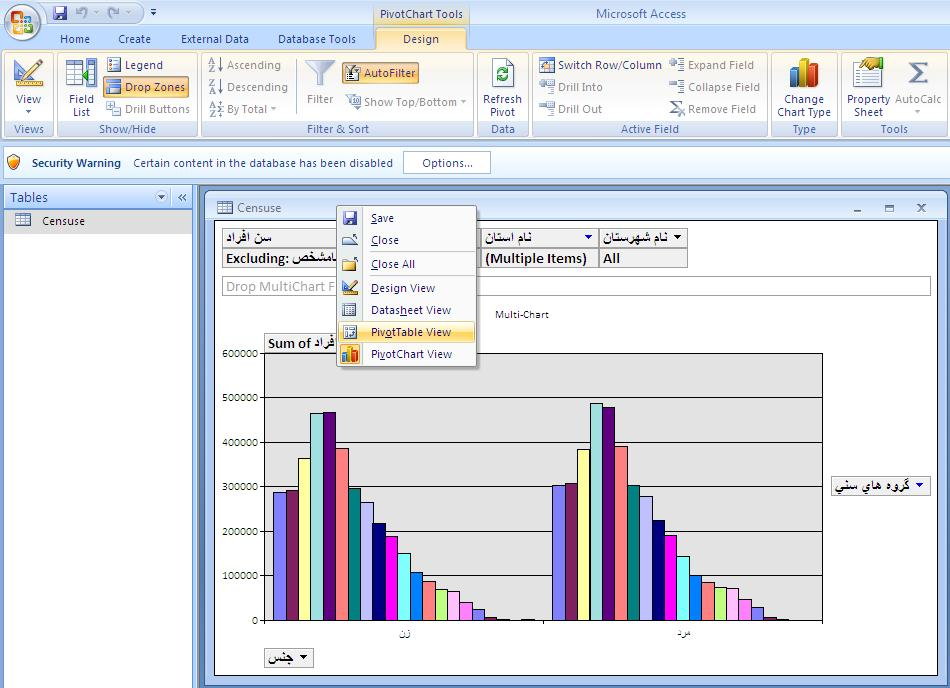 PivotChart Tools
Microsoft Access
Home Create External Data Database Tools Design
View Field List Legend Drop Zones Drill Buttons
Ascending Descending By Total Filter AutoFilter Show Top/Bottom
Refresh Pivot
Switch Row/Column Drill Into Drill Out Expand Field Collapse Field Remove Field
Change Chart Type Property Sheet AutoCalc
Views Show/Hide Filter & Sort Data Active Field Type Tools
Security Warning Certain content in the database has been disabled Options...
Tables
Censuse
Censuse
سن افراد
نام استان
نام شهرستان
Excluding:
(Multiple Items)
All
Drop MultiChart F
Save
Close
Close All
Design View
Datasheet View
PivotTable View
PivotChart View
Multi-Chart
Sum of
600000
500000
400000
300000
200000
100000
0
زن
مرد
گروه هاي سني
جنس